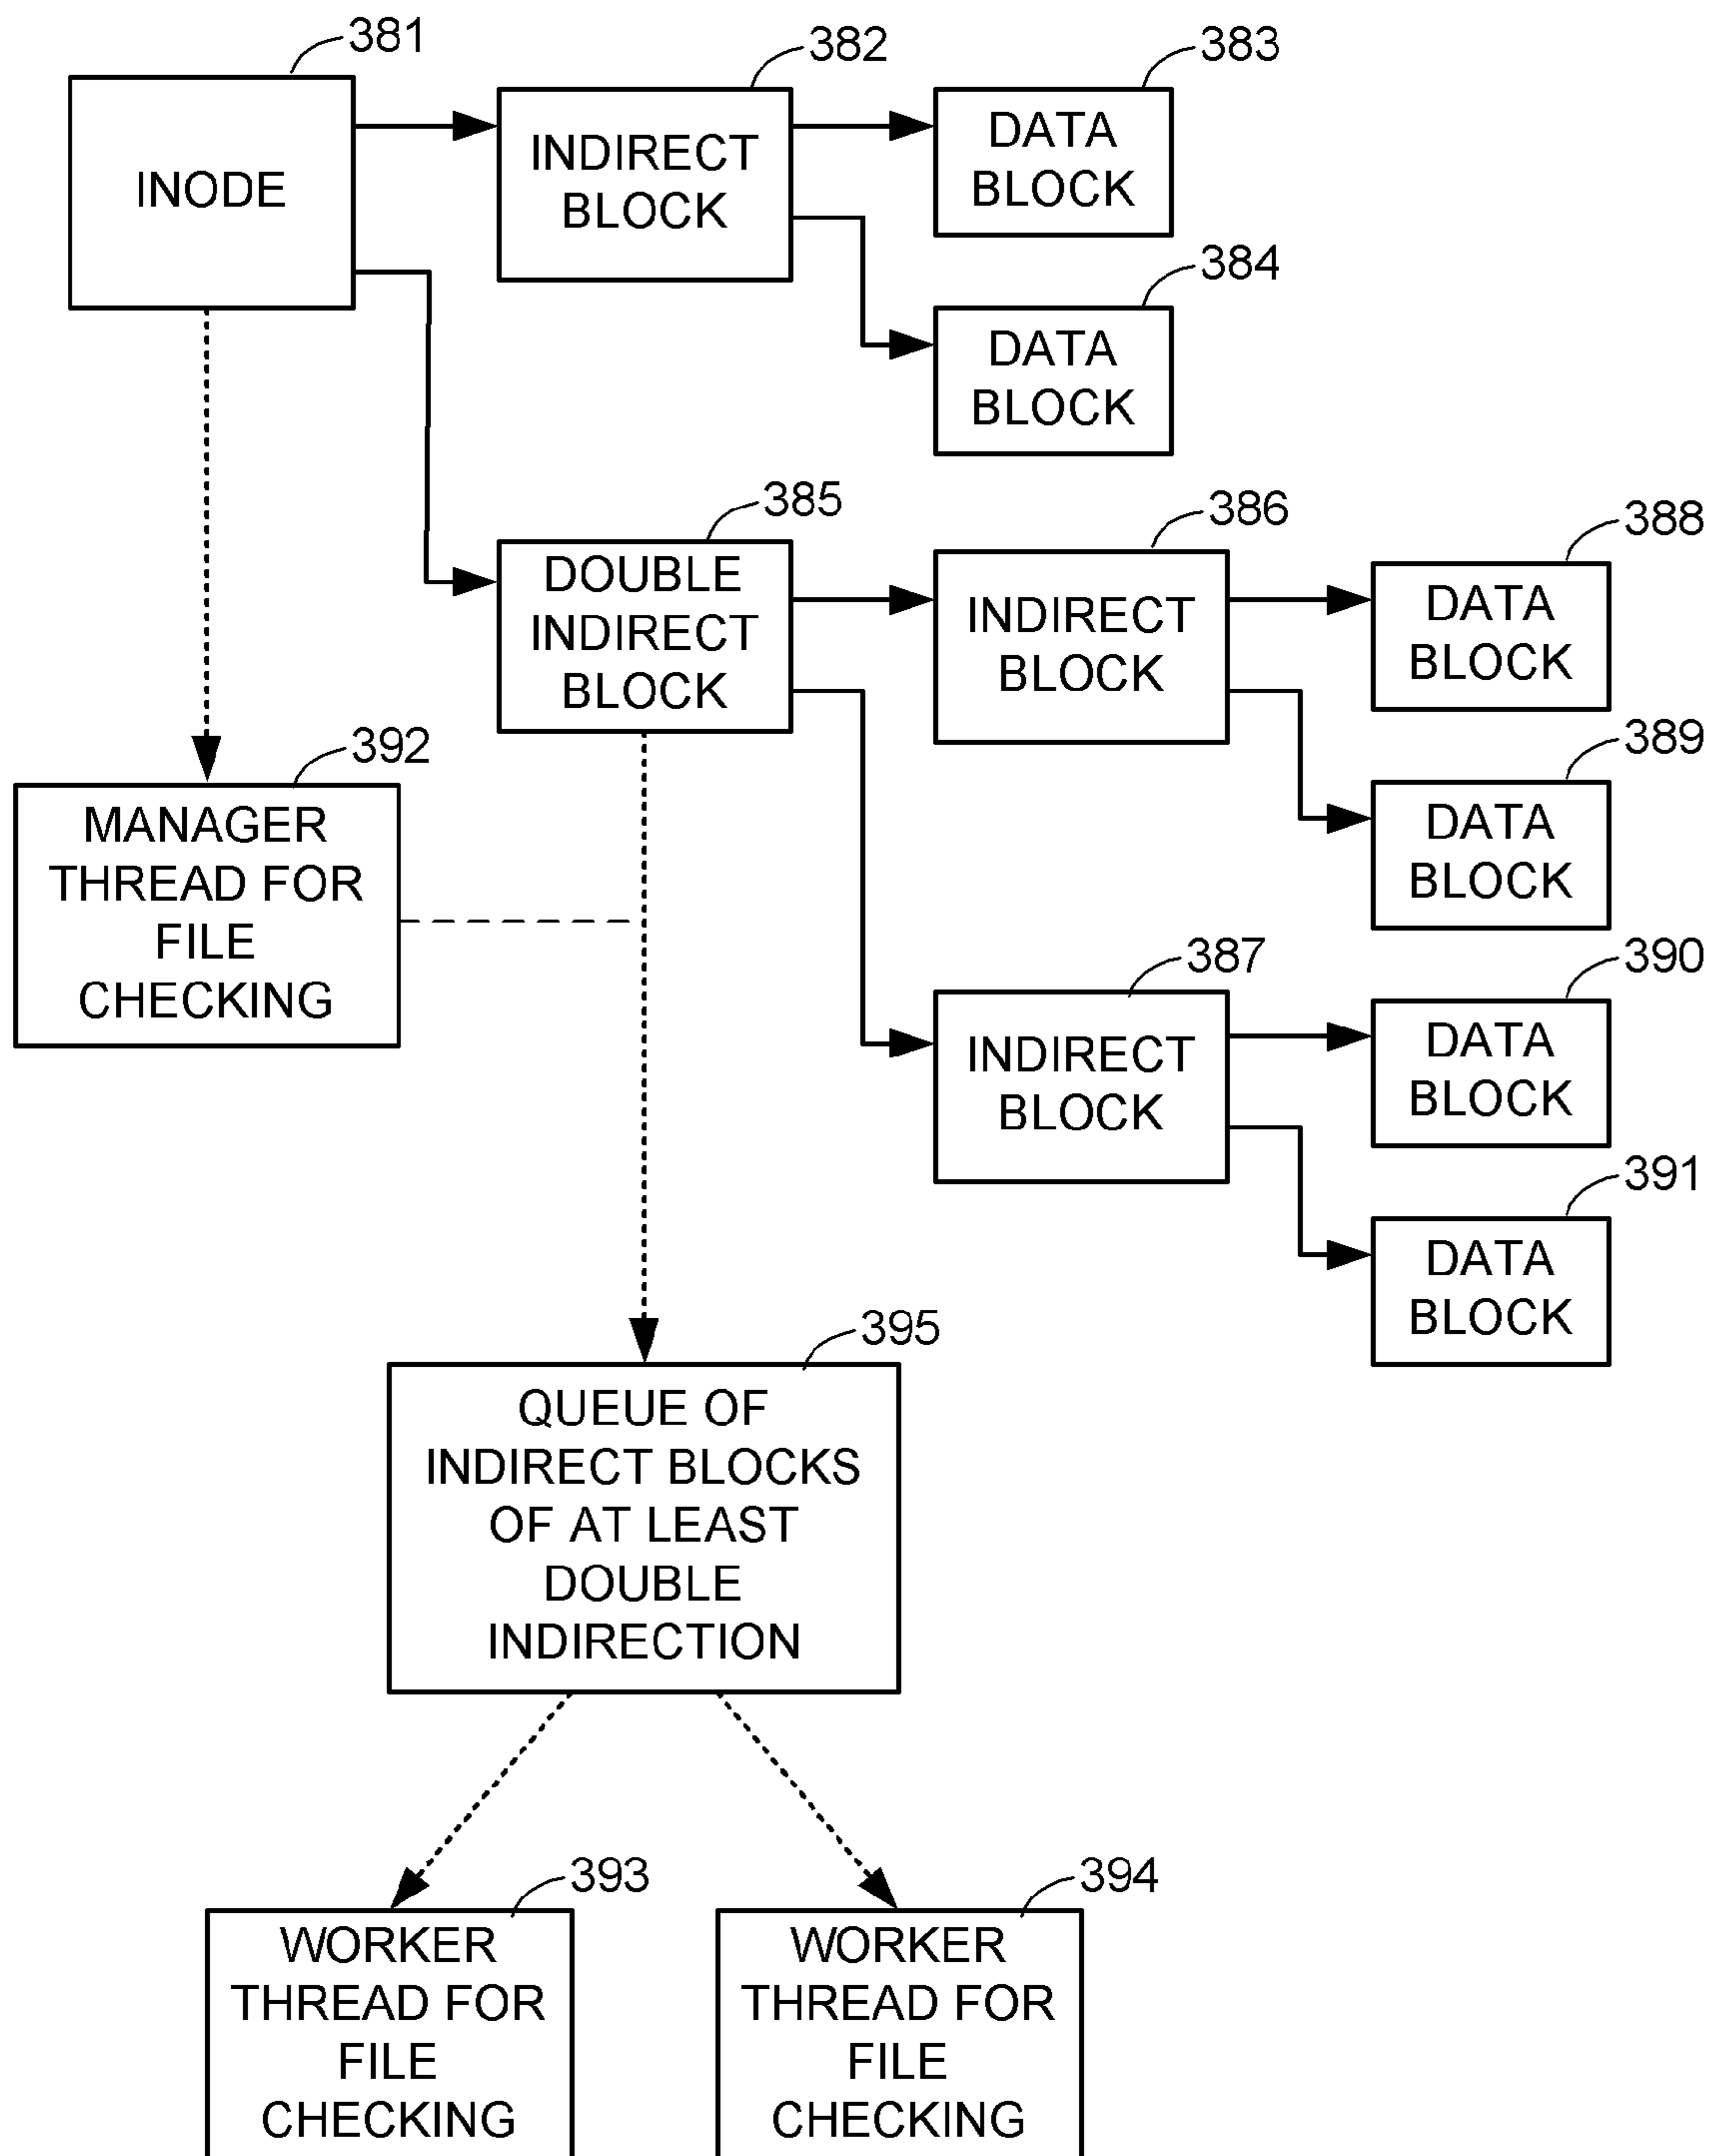 381
382
383
INODE
INDIRECT
BLOCK
DATA
BLOCK
384
DATA
BLOCK
385
386
388
DOUBLE
INDIRECT
BLOCK
INDIRECT
BLOCK
DATA
BLOCK
392
389
MANAGER
THREAD FOR
FILE
CHECKING
DATA
BLOCK
387
390
INDIRECT
BLOCK
DATA
BLOCK
391
DATA
BLOCK
395
QUEUE OF
INDIRECT BLOCKS
OF AT LEAST
DOUBLE
INDIRECTION
393
394
WORKER
THREAD FOR
FILE
CHECKING
WORKER
THREAD FOR
FILE
CHECKING